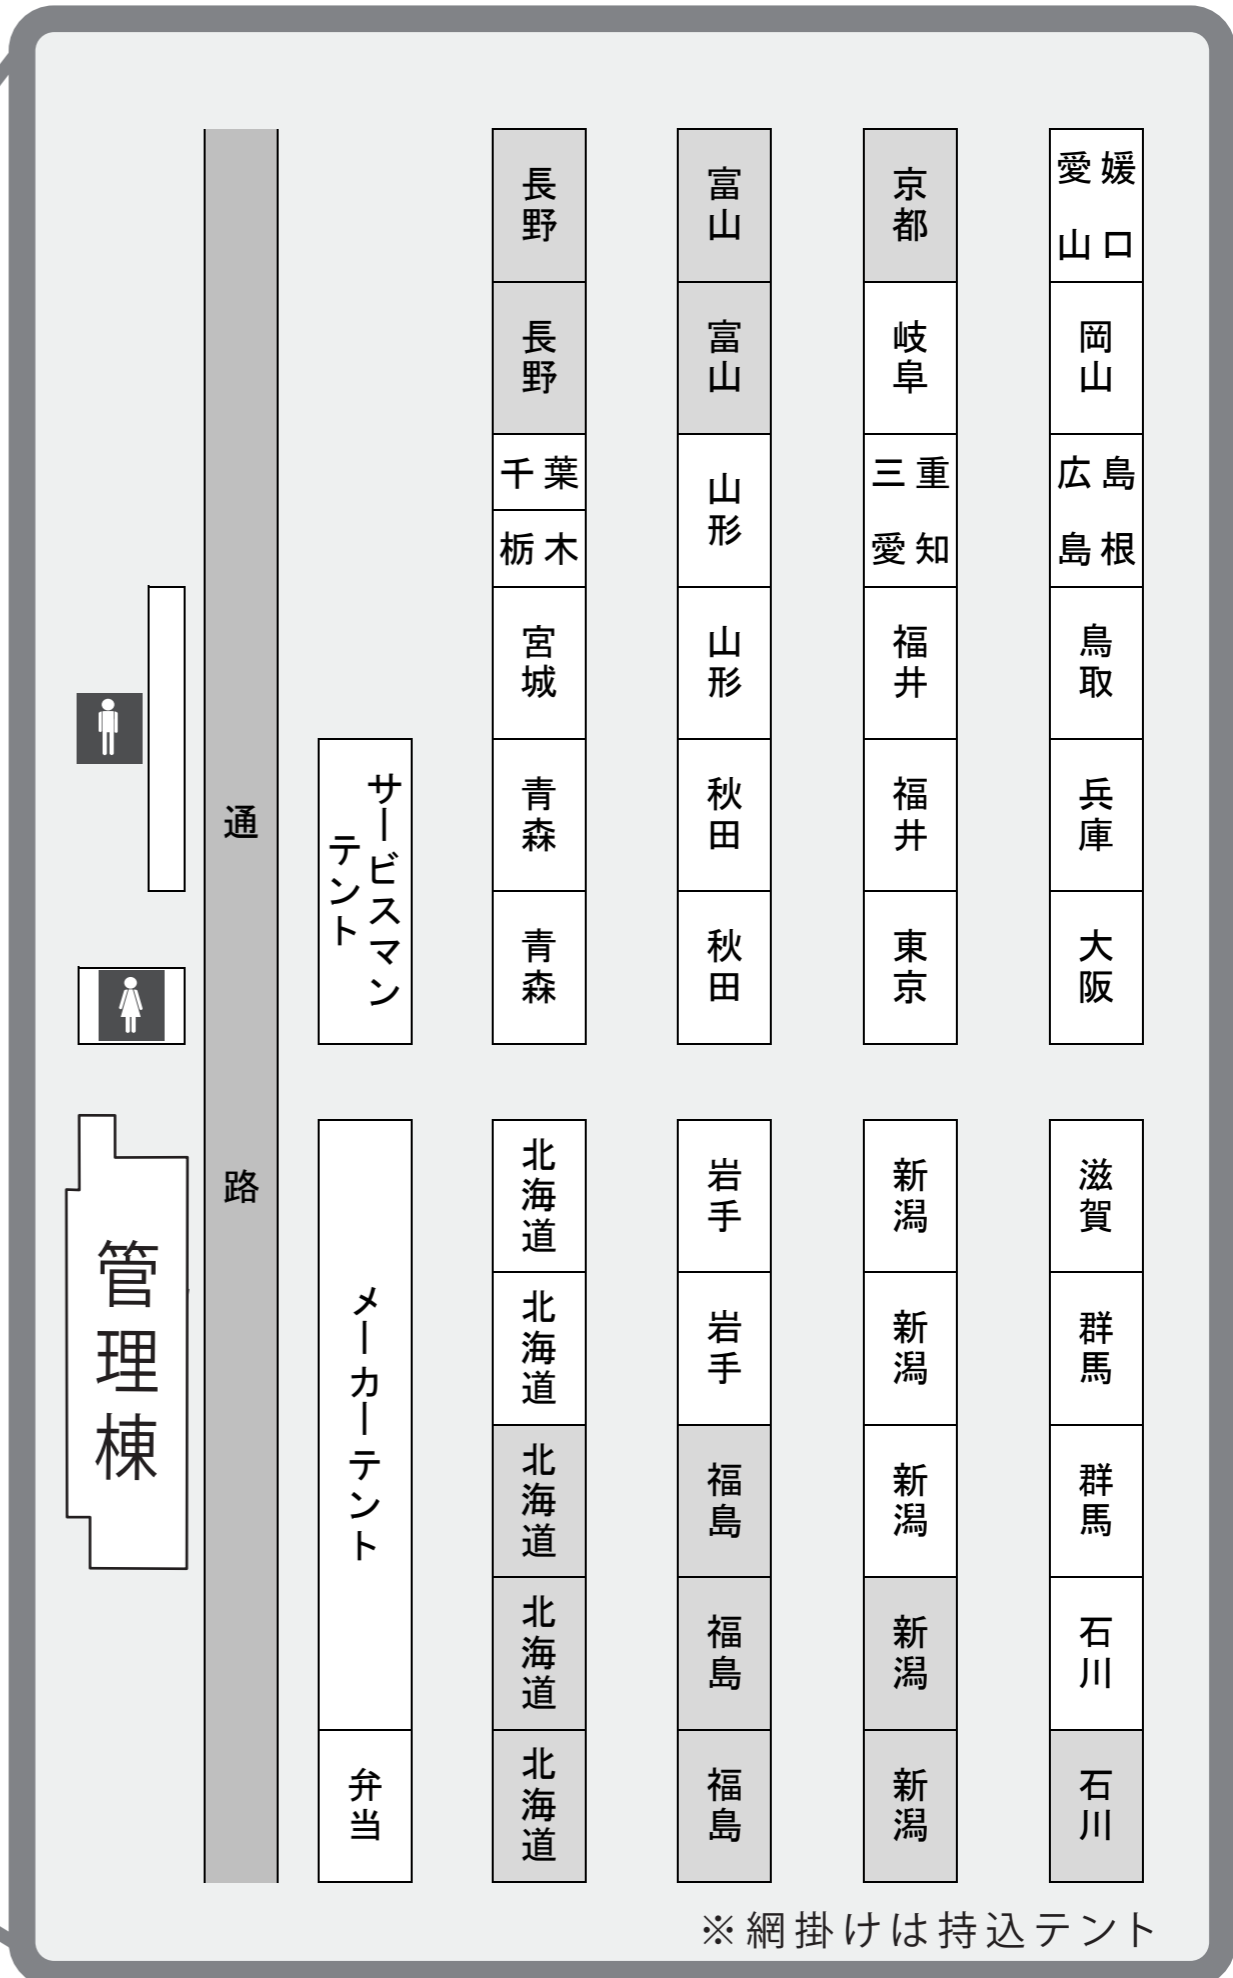 長野
長野
千葉
栃木
宮城
青森
青森
富山
富山
山形
山形
秋田
秋田
京都
岐阜
三重
愛知
福井
福井
東京
愛媛
山口
岡山
広島
島根
鳥取
兵庫
大阪
通路
サービスマン
テント
管理棟
メーカーテント
弁当
北海道
北海道
北海道
北海道
北海道
岩手
岩手
福島
福島
福島
新潟
新潟
新潟
新潟
新潟
滋賀
群馬
群馬
石川
石川
※網掛けは持込テント